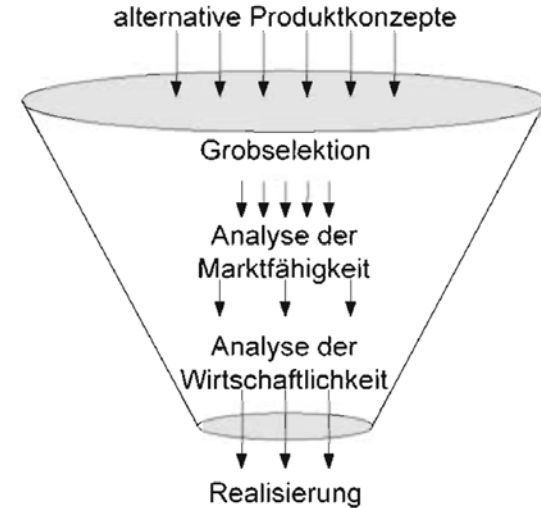 alternative Produktkonzepte
Grobselektion
Analyse der
Marktfähigkeit
Analyse der
Wirtschaftlichkeit
Realisierung